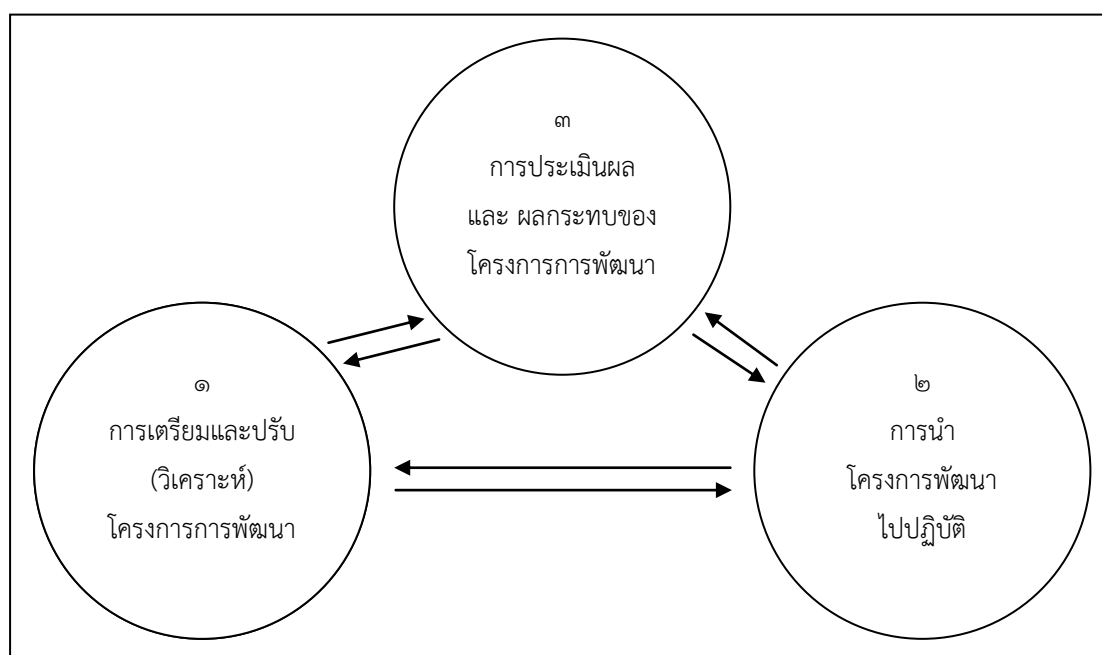 ๓
การประเมินผล
และ ผลกระทบของ
โครงการการพัฒนา
๑
การเตรียมและปรับ
(วิเคราะห์)
โครงการการพัฒนา
๒
การนำ
โครงการพัฒนา
ไปปฏิบัติ